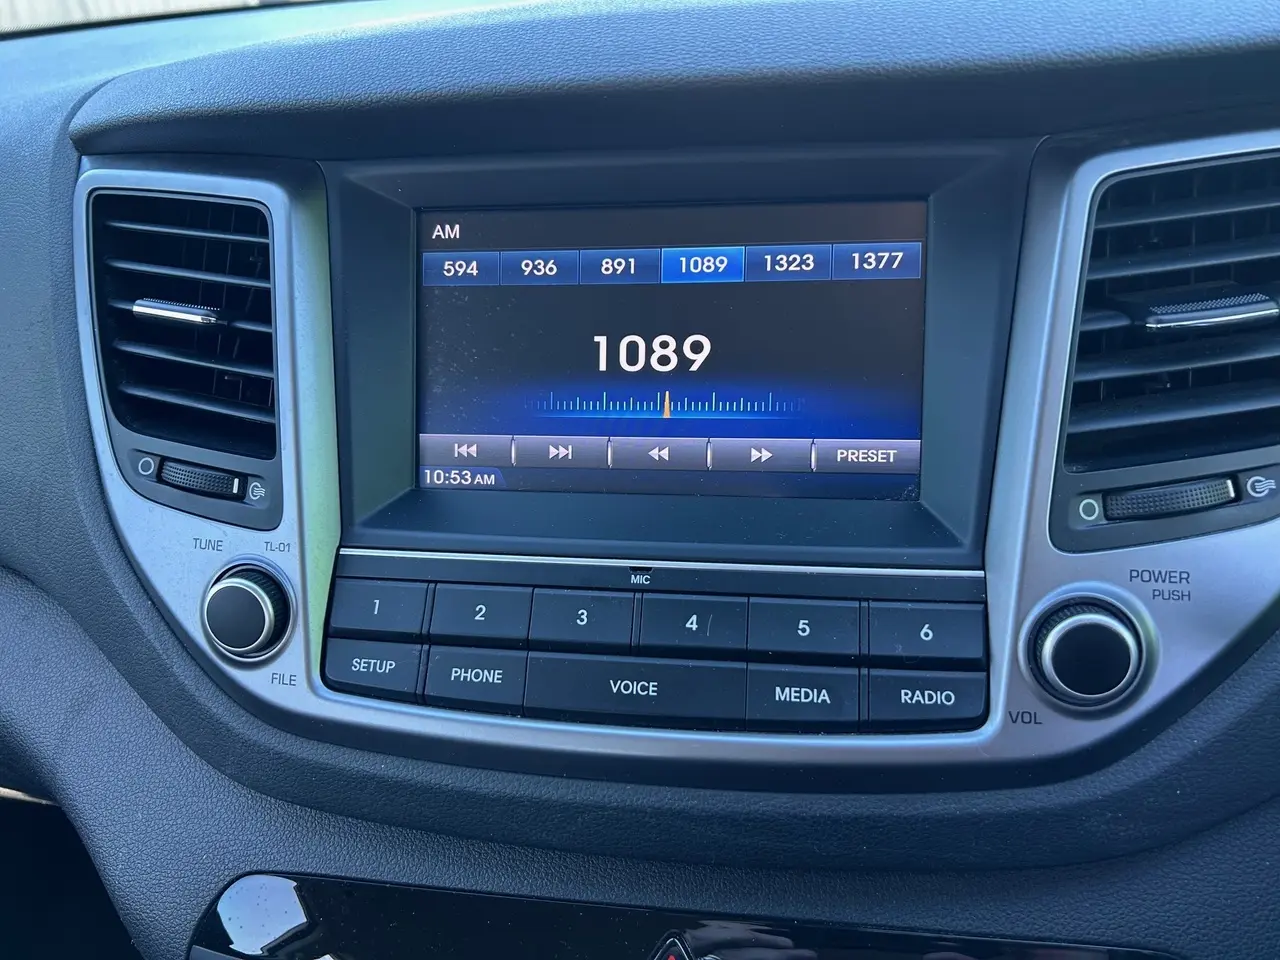 AM
594 936 891 1089 1323 1377
1089
PRESET
10:53 AM
TUNE TL-01
MIC
POWER
PUSH
1 2 3 4 5 6
FILE
SETUP PHONE VOICE MEDIA RADIO
VOL